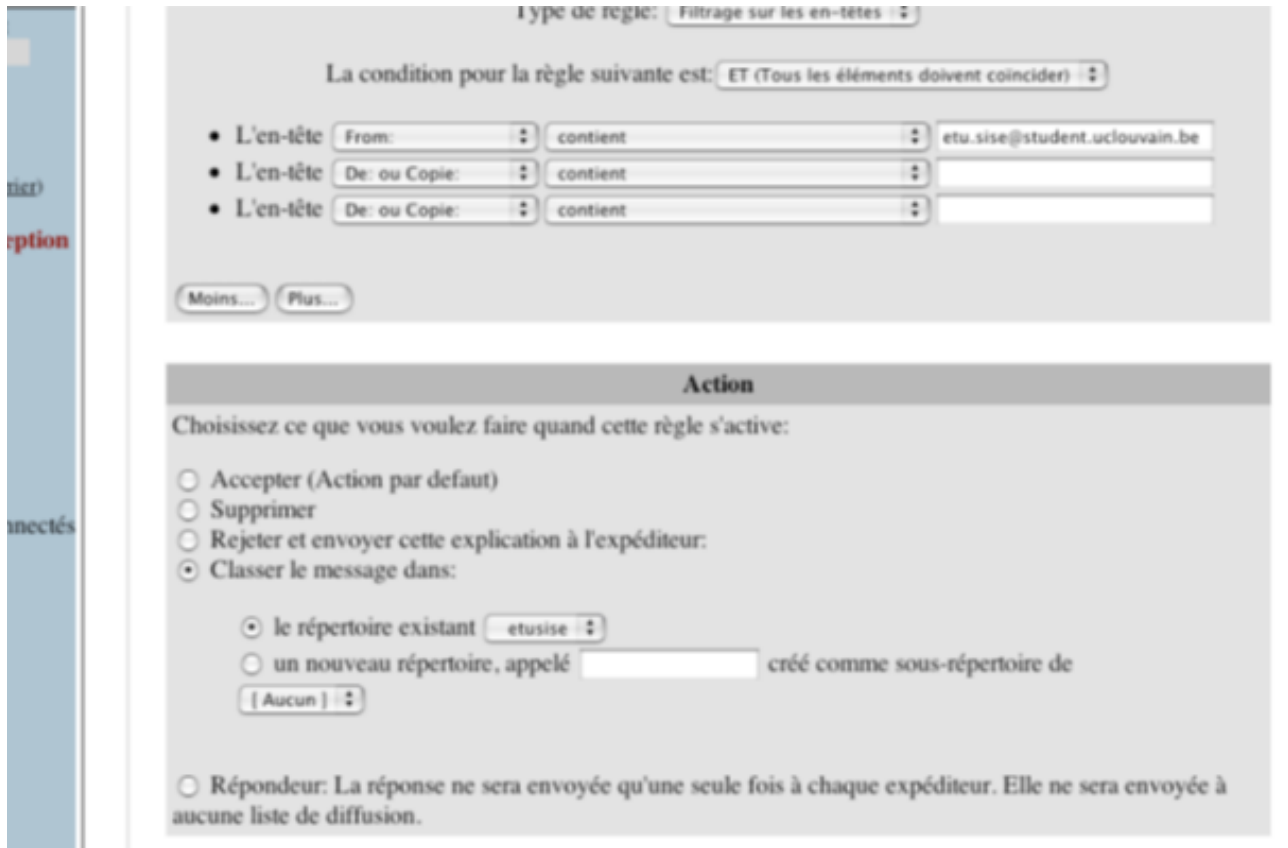 Type de règle: Filtrage sur les en-têtes
La condition pour la règle suivante est: ET (Tous les éléments doivent coïncider)
L'en-tête From: contient etu.sise@student.uclouvain.be
L'en-tête De: ou Copie: contient
L'en-tête De: ou Copie: contient
eption
Moins... Plus...
Action
Choisissez ce que vous voulez faire quand cette règle s'active:
Accepter (Action par defaut)
Supprimer
nnectés
Rejeter et envoyer cette explication à l'expéditeur:
Classer le message dans:
le répertoire existant etusise
un nouveau répertoire, appelé créé comme sous-répertoire de
[ Aucun ]
Répondeur: La réponse ne sera envoyée qu'une seule fois à chaque expéditeur. Elle ne sera envoyée à
aucune liste de diffusion.